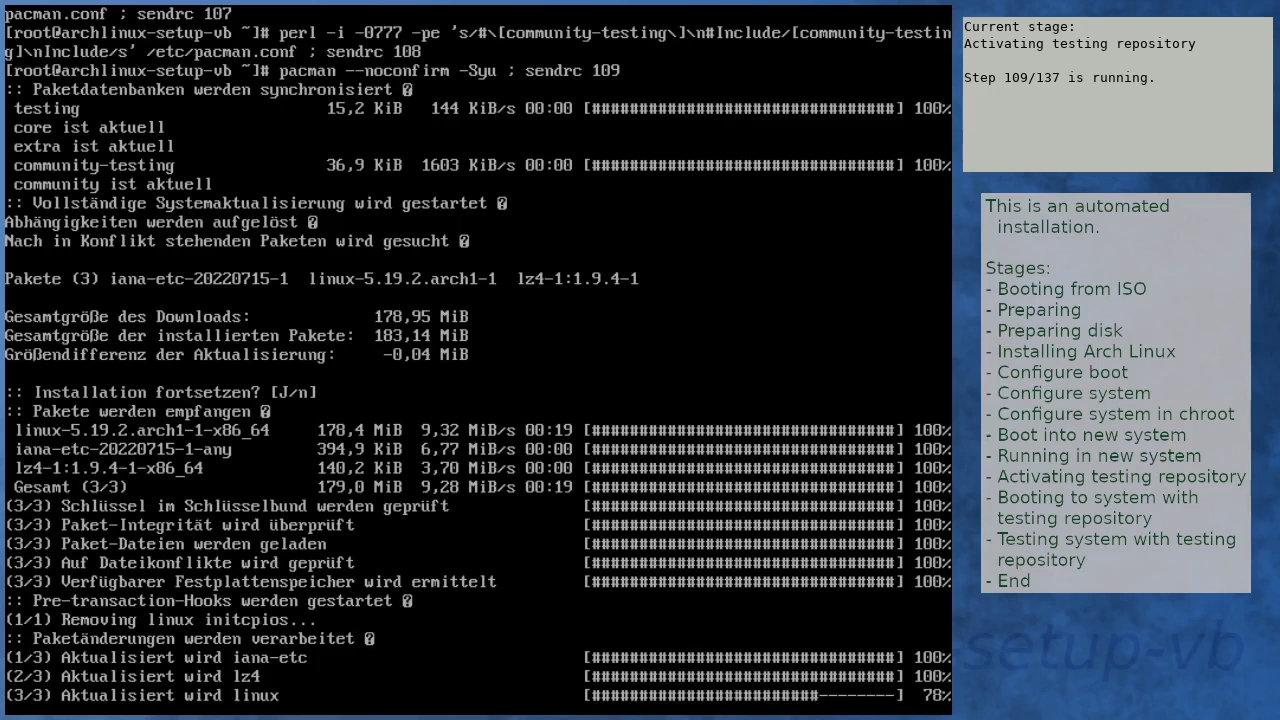 pacman.conf ; sendrc 107
[root@archlinux-setup-vb ~]# perl -i -0777 -pe 's/#\[community-testing\]\n#Include/[community-testin
g]\nInclude/s' /etc/pacman.conf ; sendrc 108
[root@archlinux-setup-vb ~]# pacman --noconfirm -Syu ; sendrc 109
:: Paketdatenbanken werden synchronisiert �
testing 15,2 KiB 144 KiB/s 00:00 [################################] 100%
core ist aktuell
extra ist aktuell
community-testing 36,9 KiB 1603 KiB/s 00:00 [################################] 100%
community ist aktuell
:: Vollständige Systemaktualisierung wird gestartet �
Abhängigkeiten werden aufgelöst �
Nach in Konflikt stehenden Paketen wird gesucht �
Pakete (3) iana-etc-20220715-1 linux-5.19.2.arch1-1 lz4-1:1.9.4-1
Gesamtgröße des Downloads: 178,95 MiB
Gesamtgröße der installierten Pakete: 183,14 MiB
Größendifferenz der Aktualisierung: -0,04 MiB
:: Installation fortsetzen? [J/n]
:: Pakete werden empfangen �
linux-5.19.2.arch1-1-x86_64 178,4 MiB 9,32 MiB/s 00:19 [################################] 100%
iana-etc-20220715-1-any 394,9 KiB 6,77 MiB/s 00:00 [################################] 100%
lz4-1:1.9.4-1-x86_64 140,2 KiB 3,70 MiB/s 00:00 [################################] 100%
Gesamt (3/3) 179,0 MiB 9,28 MiB/s 00:19 [################################] 100%
(3/3) Schlüssel im Schlüsselbund werden geprüft [################################] 100%
(3/3) Paket-Integrität wird überprüft [################################] 100%
(3/3) Paket-Dateien werden geladen [################################] 100%
(3/3) Auf Dateikonflikte wird geprüft [################################] 100%
(3/3) Verfügbarer Festplattenspeicher wird ermittelt [################################] 100%
:: Pre-transaction-Hooks werden gestartet �
(1/1) Removing linux initcpios...
:: Paketänderungen werden verarbeitet �
(1/3) Aktualisiert wird iana-etc [################################] 100%
(2/3) Aktualisiert wird lz4 [################################] 100%
(3/3) Aktualisiert wird linux [########################--------] 78%
Current stage:
Activating testing repository
Step 109/137 is running.
This is an automated
installation.
Stages:
- Booting from ISO
- Preparing
- Preparing disk
- Installing Arch Linux
- Configure boot
- Configure system
- Configure system in chroot
- Boot into new system
- Running in new system
- Activating testing repository
- Booting to system with
testing repository
- Testing system with testing
repository
- End
setup-vb